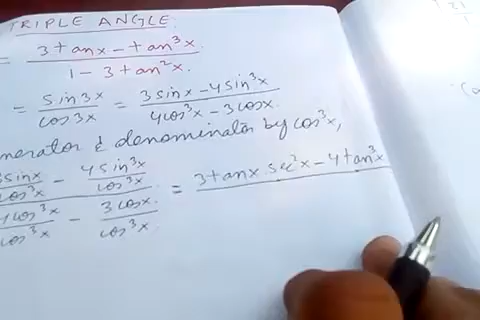 TRIPLE ANGLE
= 3tanx - tan³x / 1 - 3tan²x.
= sin3x / cos3x = 3sinx - 4sin³x / 4cos³x - 3cosx.
& denominator by cos³x,
3sinx / cos³x - 4sin³x / cos³x = 3tanx sec²x - 4tan³x
4cos³x / cos³x - 3cosx. / cos³x